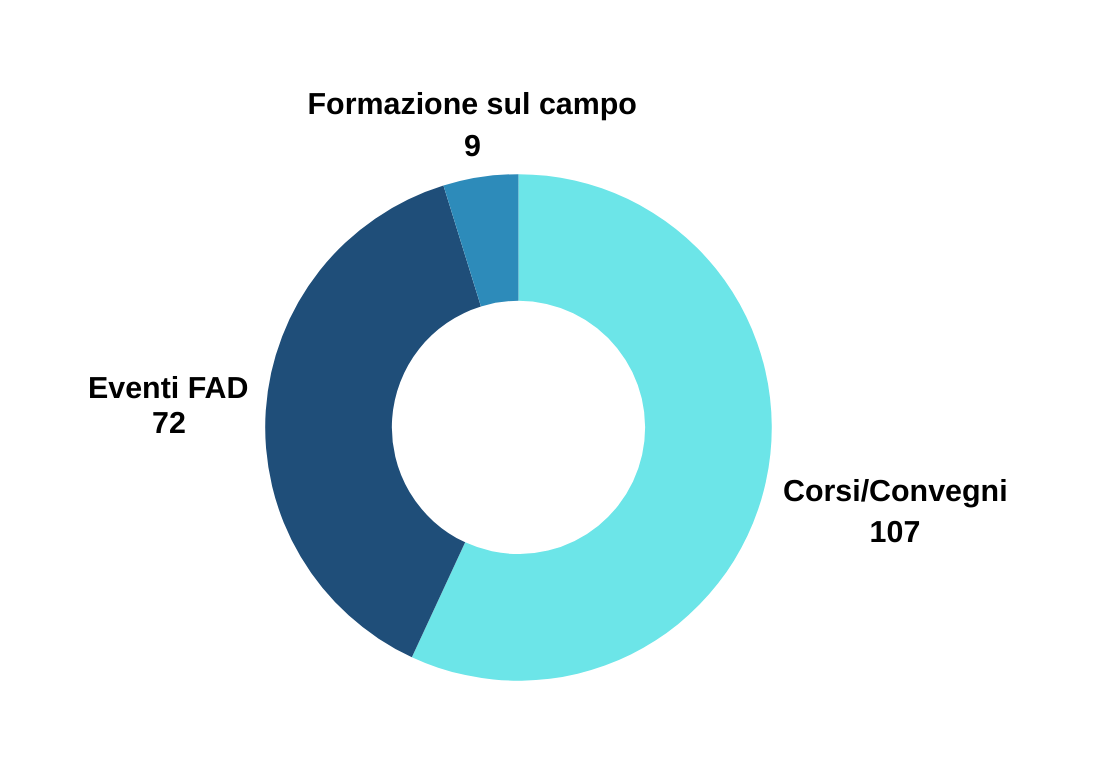 Formazione sul campo
9
Eventi FAD
72
Corsi/Convegni
107